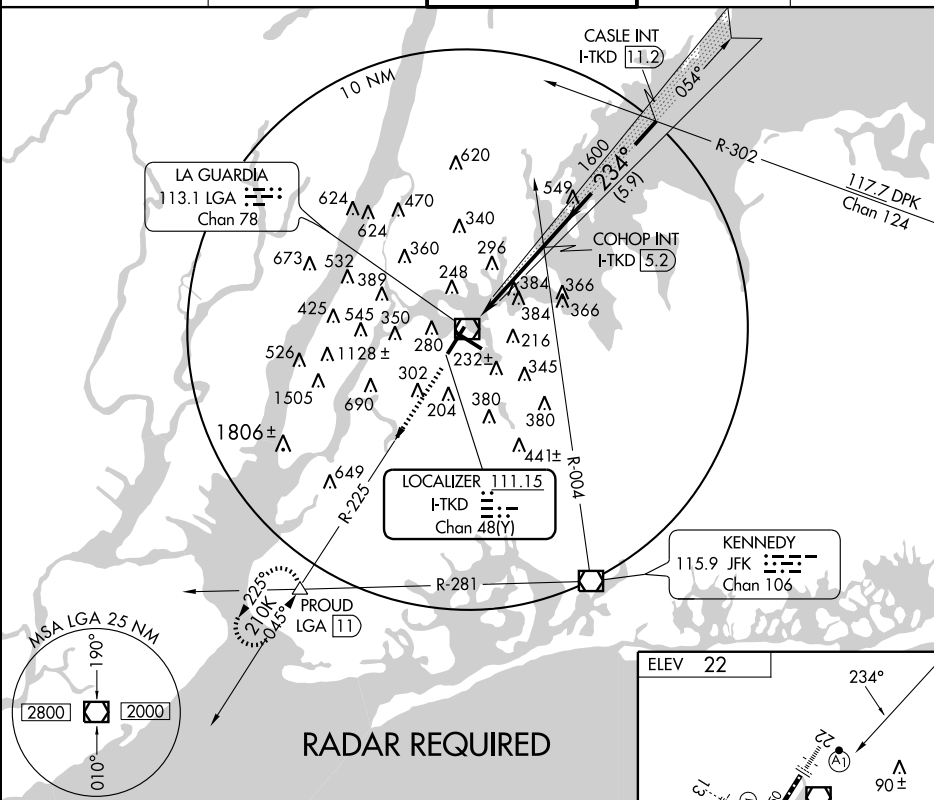 CASLE INT
I-TKD 11.2
10 NM
054°
R-302
117.7 DPK
Chan 124
1600
234°
(5.9)
549
620
LA GUARDIA
113.1 LGA
Chan 78
624
624
470
340
COHOP INT
I-TKD 5.2
673
532
360
296
389
248
384
366
384
366
425
545
350
280
216
526
1128 ±
232±
345
1505
690
302
204
380
380
1806 ±
441±
649
R-225
R-004
LOCALIZER 111.15
I-TKD
Chan 48(Y)
KENNEDY
115.9 JFK
Chan 106
R-281
225°
210K
045°
PROUD
LGA 11
MSA LGA 25 NM
190°
2800
2000
010°
RADAR REQUIRED
ELEV 22
234°
22
A1
13
90 ±